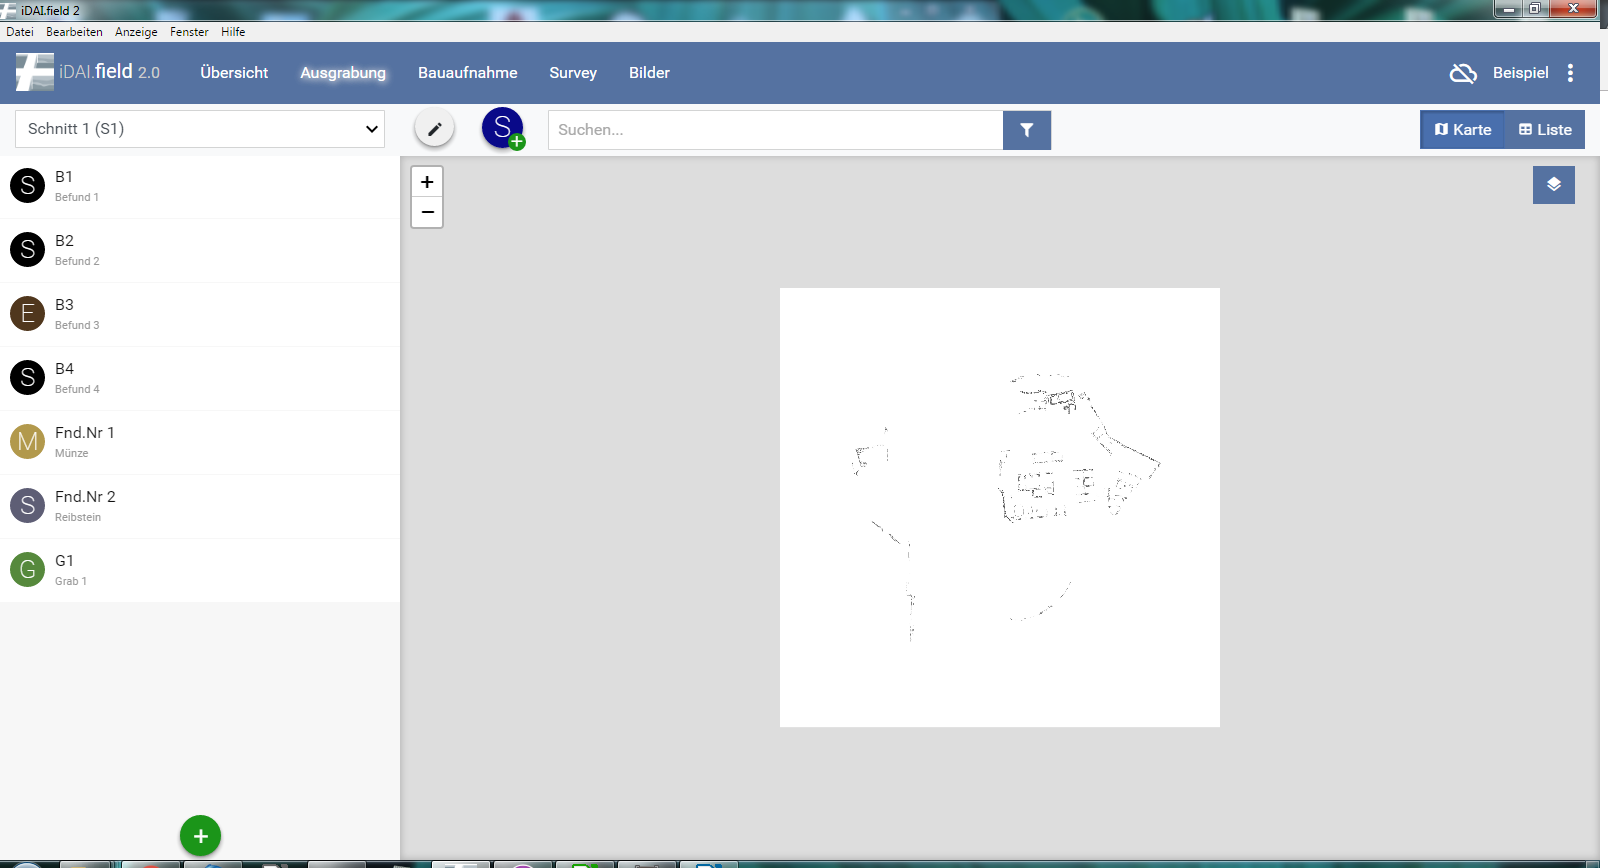 iDAI.field 2
Datei Bearbeiten Anzeige Fenster Hilfe
iDAI.field 2.0 Übersicht Ausgrabung Bauaufnahme Survey Bilder Beispiel
Schnitt 1 (S1) S Suchen... Karte Liste
S B1
Befund 1
S B2
Befund 2
E B3
Befund 3
S B4
Befund 4
M Fnd.Nr 1
Münze
S Fnd.Nr 2
Reibstein
G G1
Grab 1
+
−
+